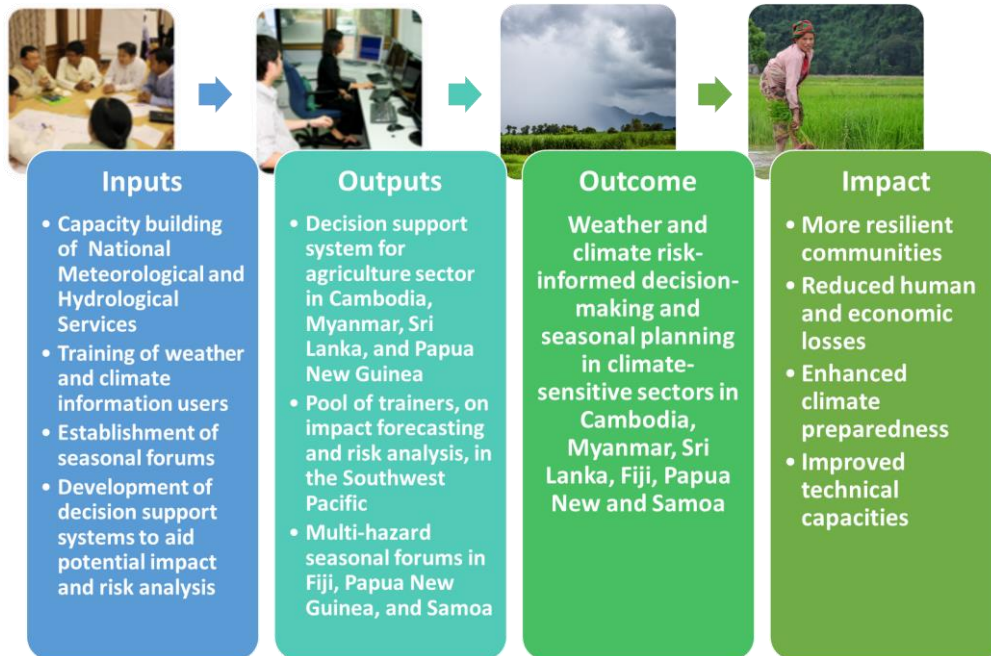 Inputs
• Capacity building
of National
Meteorological and
Hydrological
Services
• Training of weather
and climate
information users
• Establishment of
seasonal forums
• Development of
decision support
systems to aid
potential impact
and risk analysis
Outputs
• Decision support
system for
agriculture sector
in Cambodia,
Myanmar, Sri
Lanka, and Papua
New Guinea
• Pool of trainers, on
impact forecasting
and risk analysis, in
the Southwest
Pacific
• Multi-hazard
seasonal forums in
Fiji, Papua New
Guinea, and Samoa
Outcome
Weather and
climate risk-
informed decision-
making and
seasonal planning
in climate-
sensitive sectors in
Cambodia,
Myanmar, Sri
Lanka, Fiji, Papua
New and Samoa
Impact
• More resilient
communities
• Reduced human
and economic
losses
• Enhanced
climate
preparedness
• Improved
technical
capacities